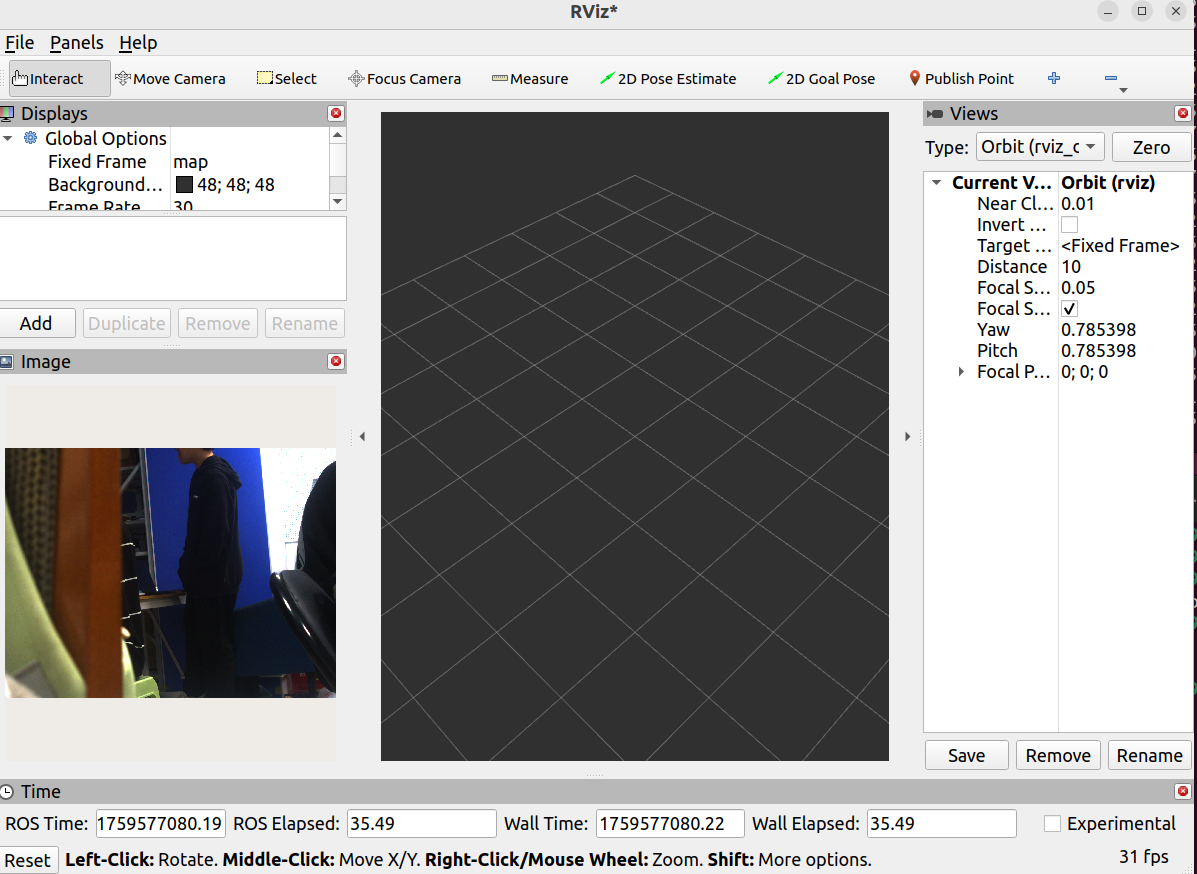 RViz*
File Panels Help
Interact Move Camera Select Focus Camera Measure 2D Pose Estimate 2D Goal Pose Publish Point
Displays
Global Options
Fixed Frame map
Background... 48; 48; 48
Frame Rate 30
Add Duplicate Remove Rename
Image
Views
Type: Orbit (rviz_c Zero
Current V... Orbit (rviz)
Near Cl... 0.01
Invert ...
Target ... <Fixed Frame>
Distance 10
Focal S... 0.05
Focal S...
Yaw 0.785398
Pitch 0.785398
Focal P... 0; 0; 0
Save Remove Rename
Time
ROS Time: 1759577080.19 ROS Elapsed: 35.49 Wall Time: 1759577080.22 Wall Elapsed: 35.49 Experimental
Reset Left-Click: Rotate. Middle-Click: Move X/Y. Right-Click/Mouse Wheel: Zoom. Shift: More options. 31 fps